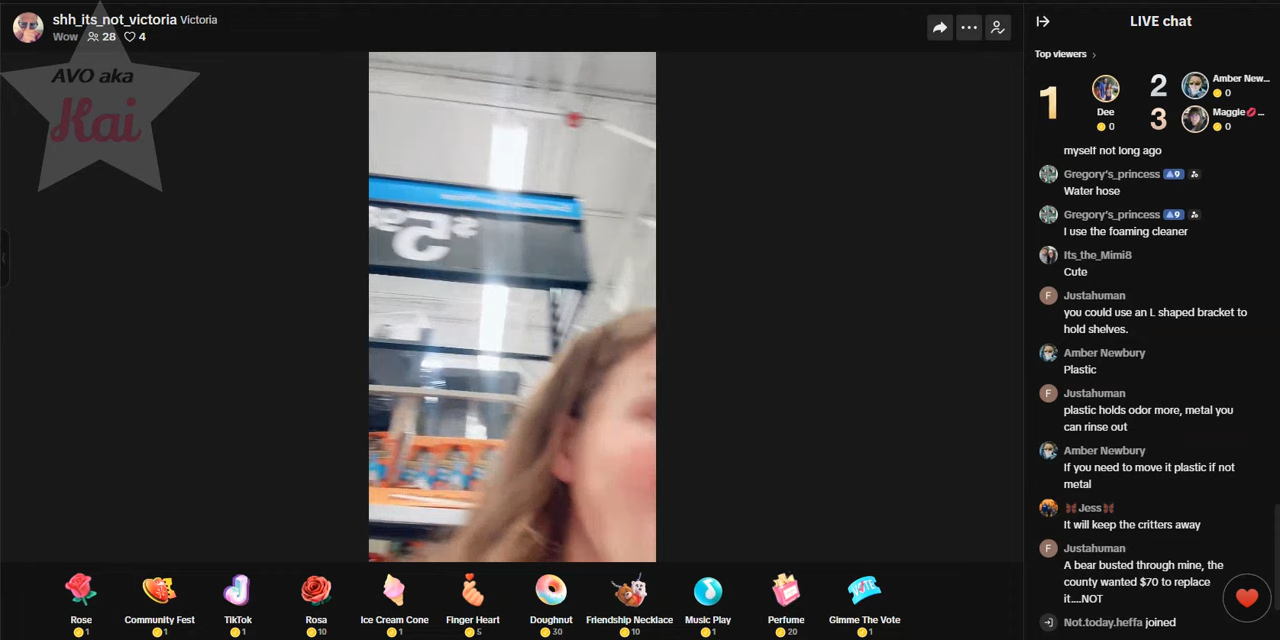 shh_its_not_victoria Victoria
Wow 28 4
AVO aka
Kai
LIVE chat
Top viewers
1
Dee
0
2
Amber New...
0
3
Maggie💋...
0
myself not long ago
Gregory's_princess 9
Water hose
Gregory's_princess 9
I use the foaming cleaner
Its_the_Mimi8
Cute
F
Justahuman
you could use an L shaped bracket to
hold shelves.
Amber Newbury
Plastic
F
Justahuman
plastic holds odor more, metal you
can rinse out
Amber Newbury
If you need to move it plastic if not
metal
🦋Jess🦋
It will keep the critters away
F
Justahuman
A bear busted through mine, the
county wanted $70 to replace
it....NOT
Not.today.heffa joined
Rose
1
Community Fest
1
TikTok
1
Rosa
10
Ice Cream Cone
1
Finger Heart
5
Doughnut
30
Friendship Necklace
10
Music Play
1
Perfume
20
VOTE
Gimme The Vote
1